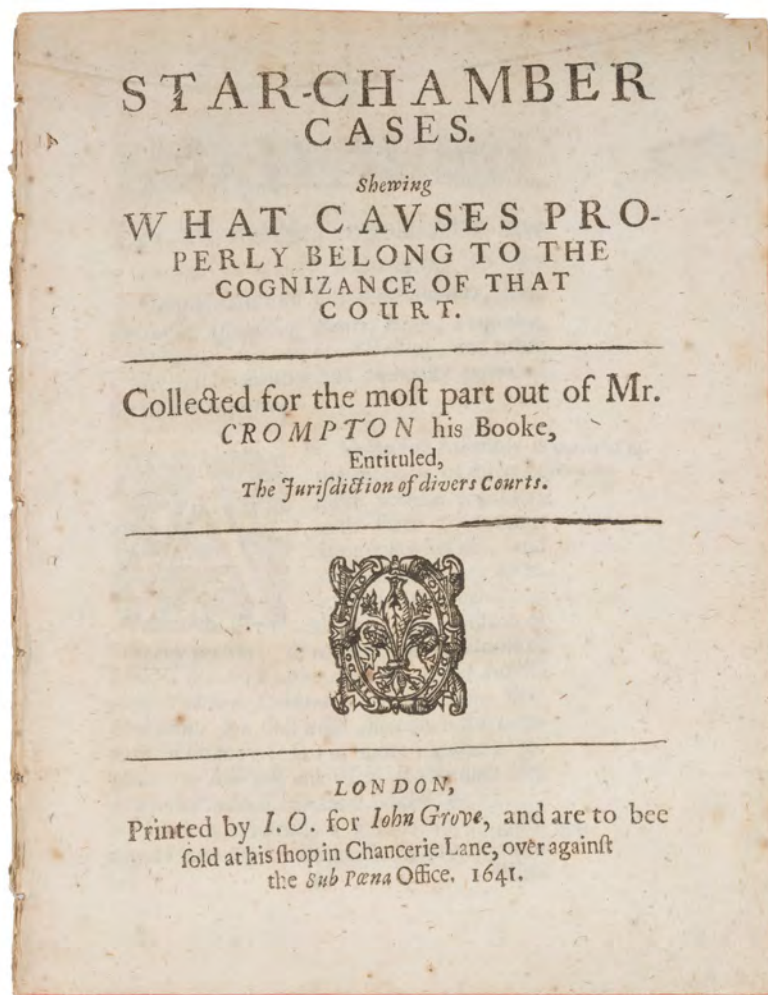 STAR-CHAMBER
CASES.
Shewing
WHAT CAVSES PRO-
PERLY BELONG TO THE
COGNIZANCE OF THAT
COURT.
Collected for the moſt part out of Mr.
CROMPTON his Booke,
Entituled,
The Juriſdiction of divers Courts.
LONDON,
Printed by I. O. for Iohn Grove, and are to bee
ſold at his ſhop in Chancerie Lane, over againſt
the Sub Pœna Office. 1641.